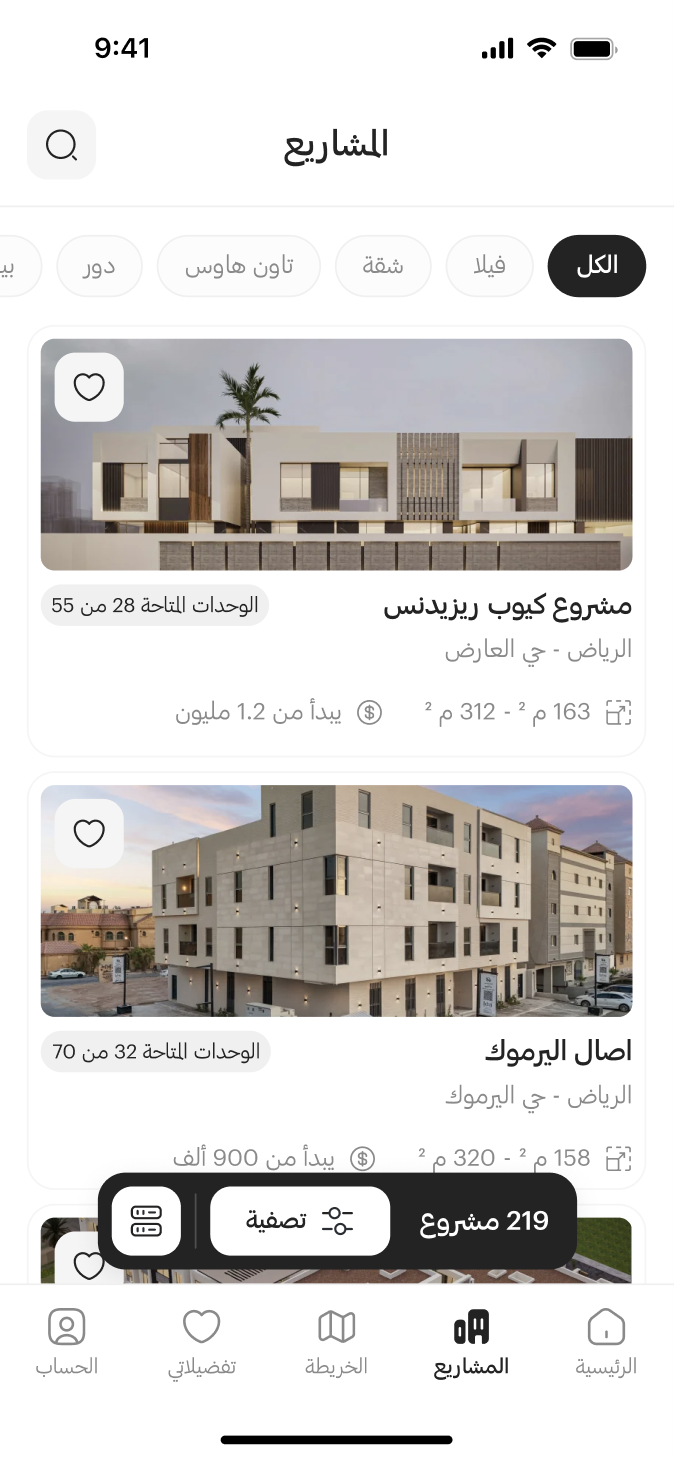 9:41
المشاريع
الكل
فيلا
شقة
تاون هاوس
دور
مشروع كيوب ريزيدنس
الوحدات المتاحة 28 من 55
الرياض - حي العارض
163 م ² - 312 م ²
يبدأ من 1.2 مليون
اصال اليرموك
الوحدات المتاحة 32 من 70
الرياض - حي اليرموك
158 م ² - 320 م ²
يبدأ من 900 ألف
219 مشروع
تصفية
الرئيسية
المشاريع
الخريطة
تفضيلاتي
الحساب